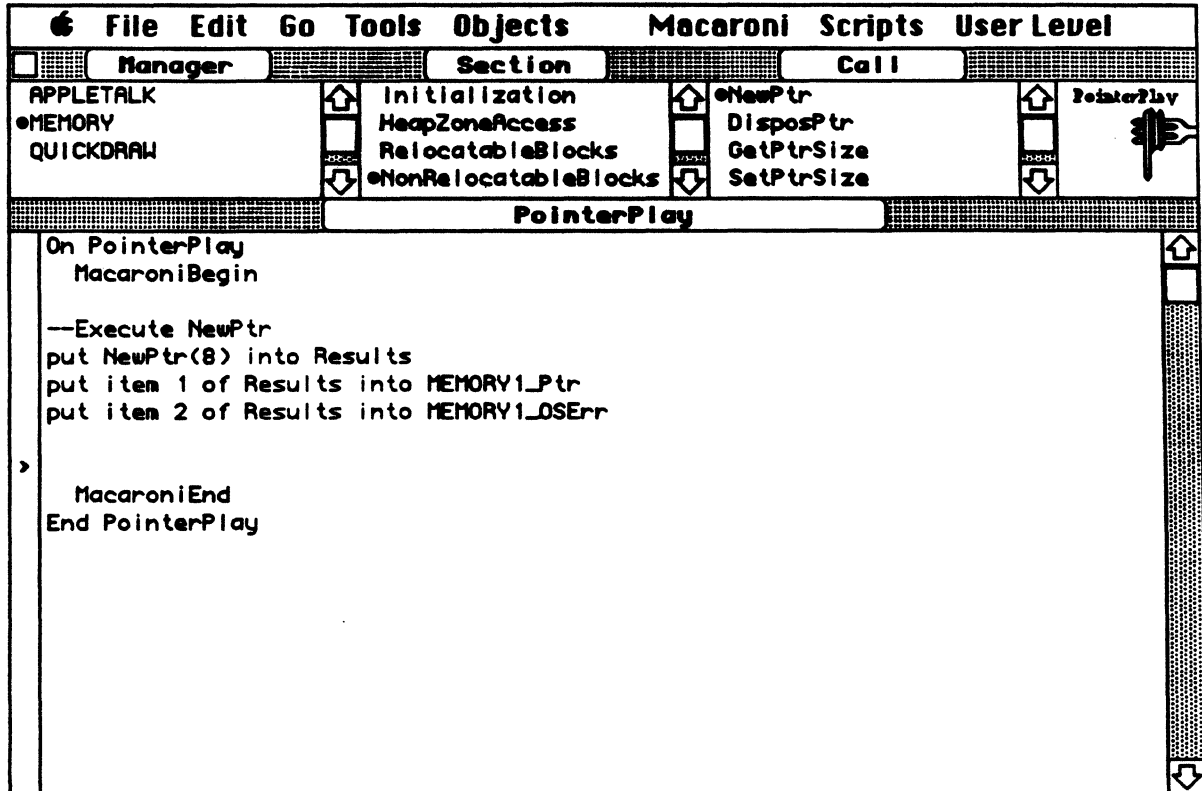 File Edit Go Tools Objects Macaroni Scripts User Level
Manager Section Call
APPLETALK
MEMORY
QUICKDRAW
Initialization
HeapZoneAccess
RelocatableBlocks
NonRelocatableBlocks
NewPtr
DisposPtr
GetPtrSize
SetPtrSize
PointerPlay
PointerPlay
On PointerPlay
MacaroniBegin
--Execute NewPtr
put NewPtr(8) into Results
put item 1 of Results into MEMORY1_Ptr
put item 2 of Results into MEMORY1_OSErr
>
MacaroniEnd
End PointerPlay